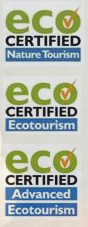 eco
CERTIFIED
Nature Tourism
eco
CERTIFIED
Ecotourism
eco
CERTIFIED
Advanced
Ecotourism